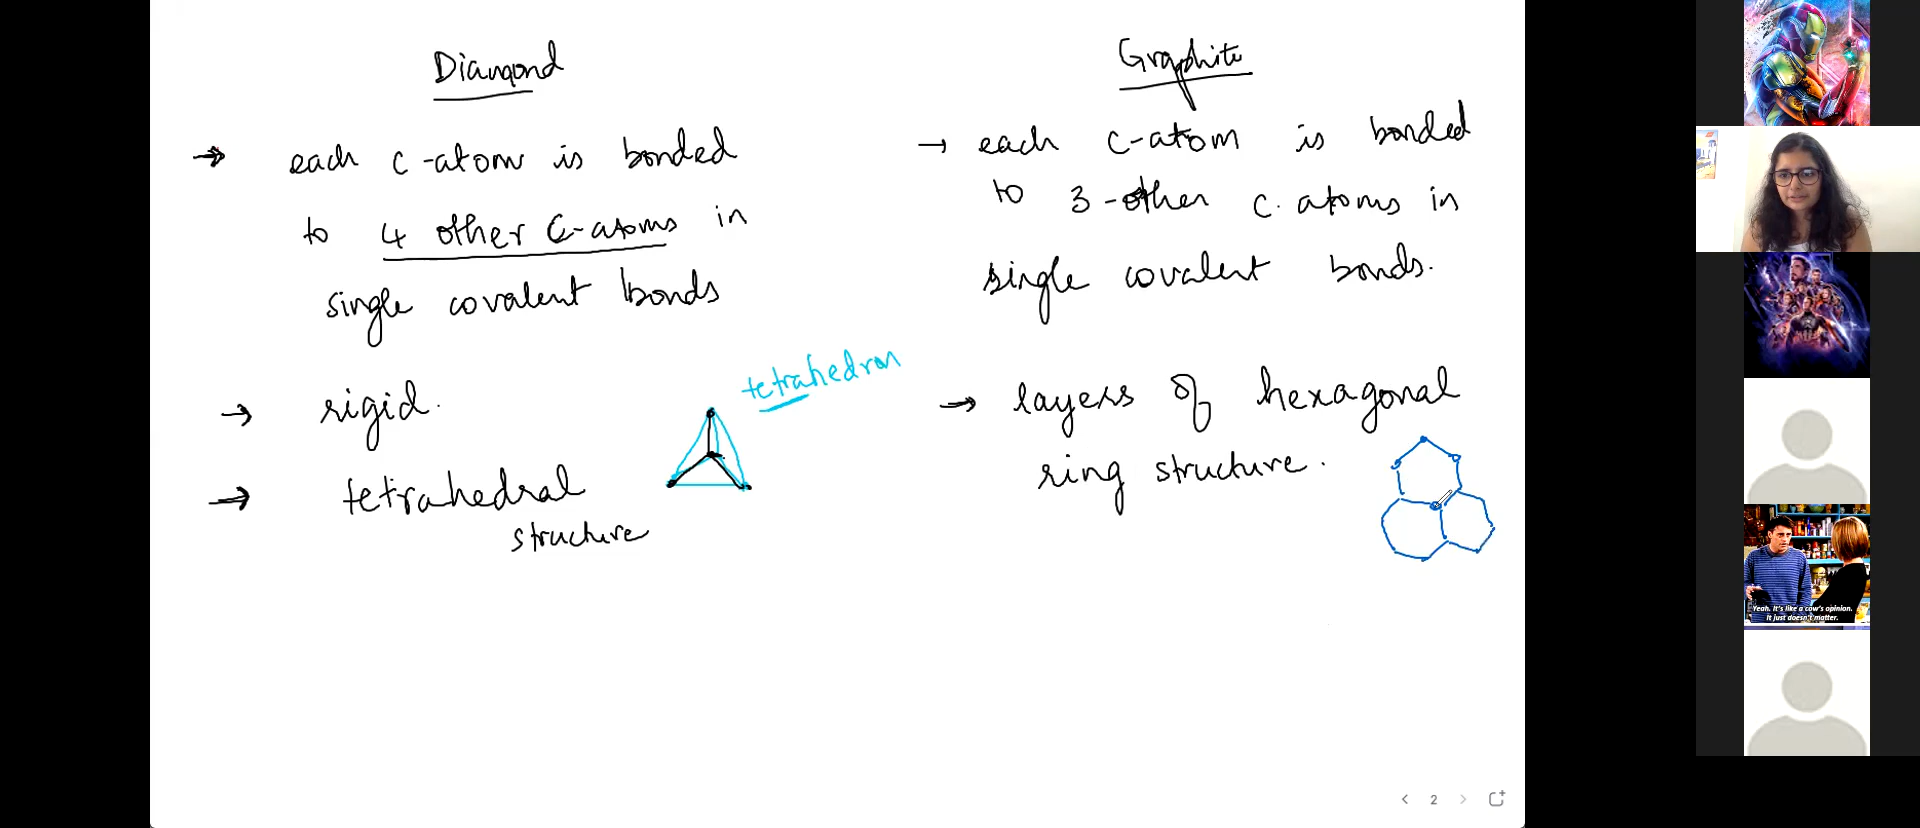 Diamond
→ each c-atom is bonded
to 4 other C-atoms in
single covalent bonds
→ rigid.
→ tetrahedral
structure
tetrahedron
Graphite
→ each c-atom is bonded
to 3-other c. atoms in
single covalent bonds.
→ layers of hexagonal
ring structure.
2
Yeah. It's like a cow's opinion.
It just doesn't matter.